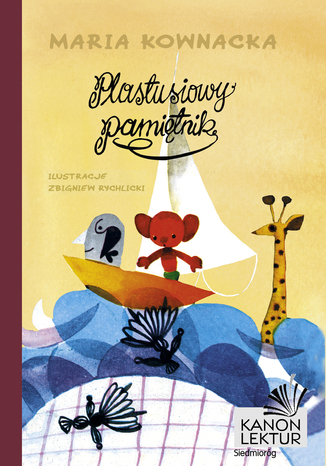 MARIA KOWNACKA
Plastusiowy
pamiętnik
ILUSTRACJE
ZBIGNIEW RYCHLICKI
KANON
LEKTUR
Siedmioróg